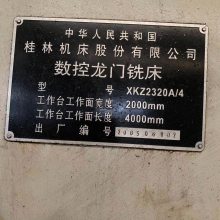 中华人民共和国
桂林机床股份有限公司
数控龙门铣床
型号 XKZ2320A/4
工作台工作面宽度 2000mm
工作台工作面长度 4000mm
出厂编号 200506007